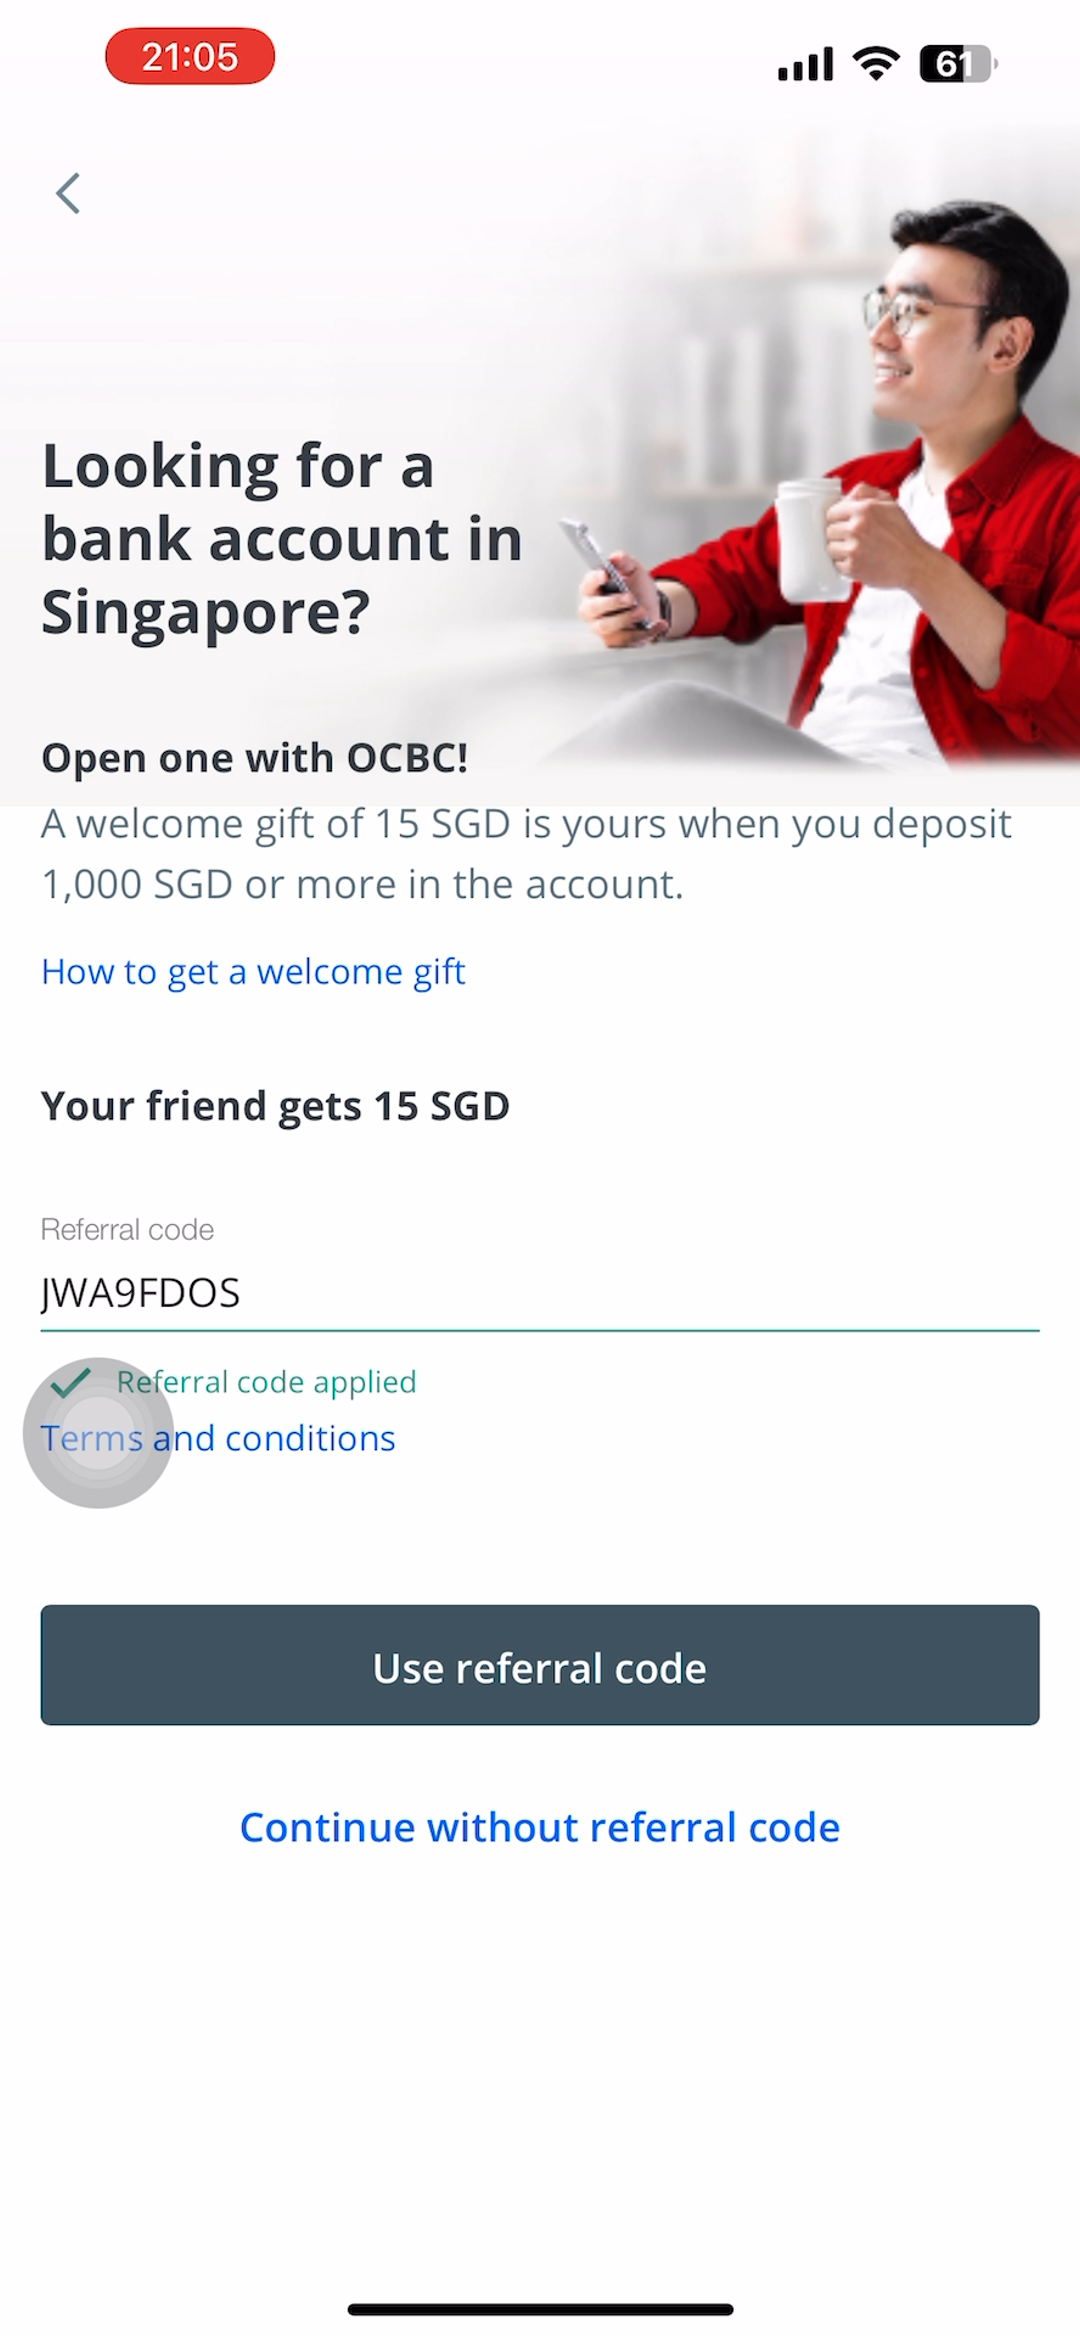 21:05
61
Looking for a
bank account in
Singapore?
Open one with OCBC!
A welcome gift of 15 SGD is yours when you deposit
1,000 SGD or more in the account.
How to get a welcome gift
Your friend gets 15 SGD
Referral code
JWA9FDOS
Referral code applied
Terms and conditions
Use referral code
Continue without referral code